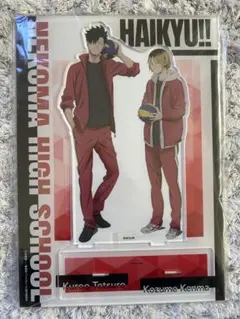 HAIKYU!!
NEKOMA HIGH SCHOOL
Kuroo Tetsuro
Kozume Kenma